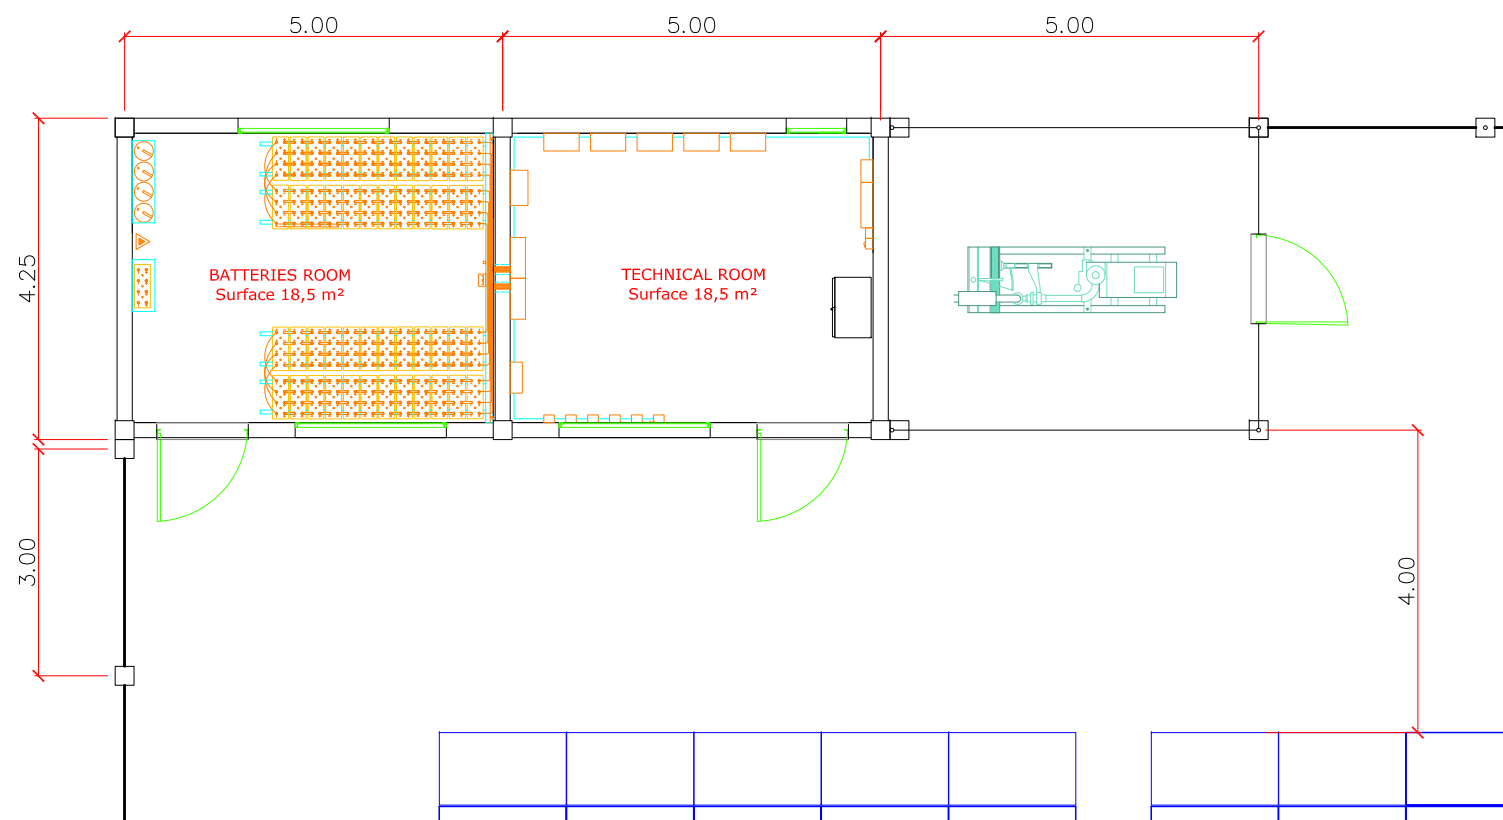 5.00
5.00
5.00
4.25
BATTERIES ROOM
Surface 18,5 m²
TECHNICAL ROOM
Surface 18,5 m²
3.00
4.00